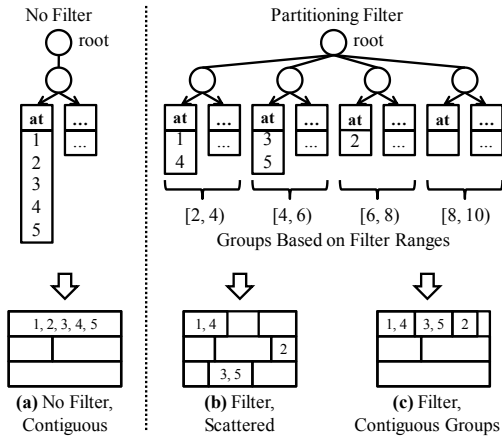 No Filter
Partitioning Filter
root
root
at
...
1
...
2
3
4
5
at
...
1
...
4
at
...
3
...
5
at
...
2
...
at
...
...
[2, 4)
[4, 6)
[6, 8)
[8, 10)
Groups Based on Filter Ranges
1, 2, 3, 4, 5
1, 4
2
3, 5
1, 4
3, 5
2
(a) No Filter,
Contiguous
(b) Filter,
Scattered
(c) Filter,
Contiguous Groups